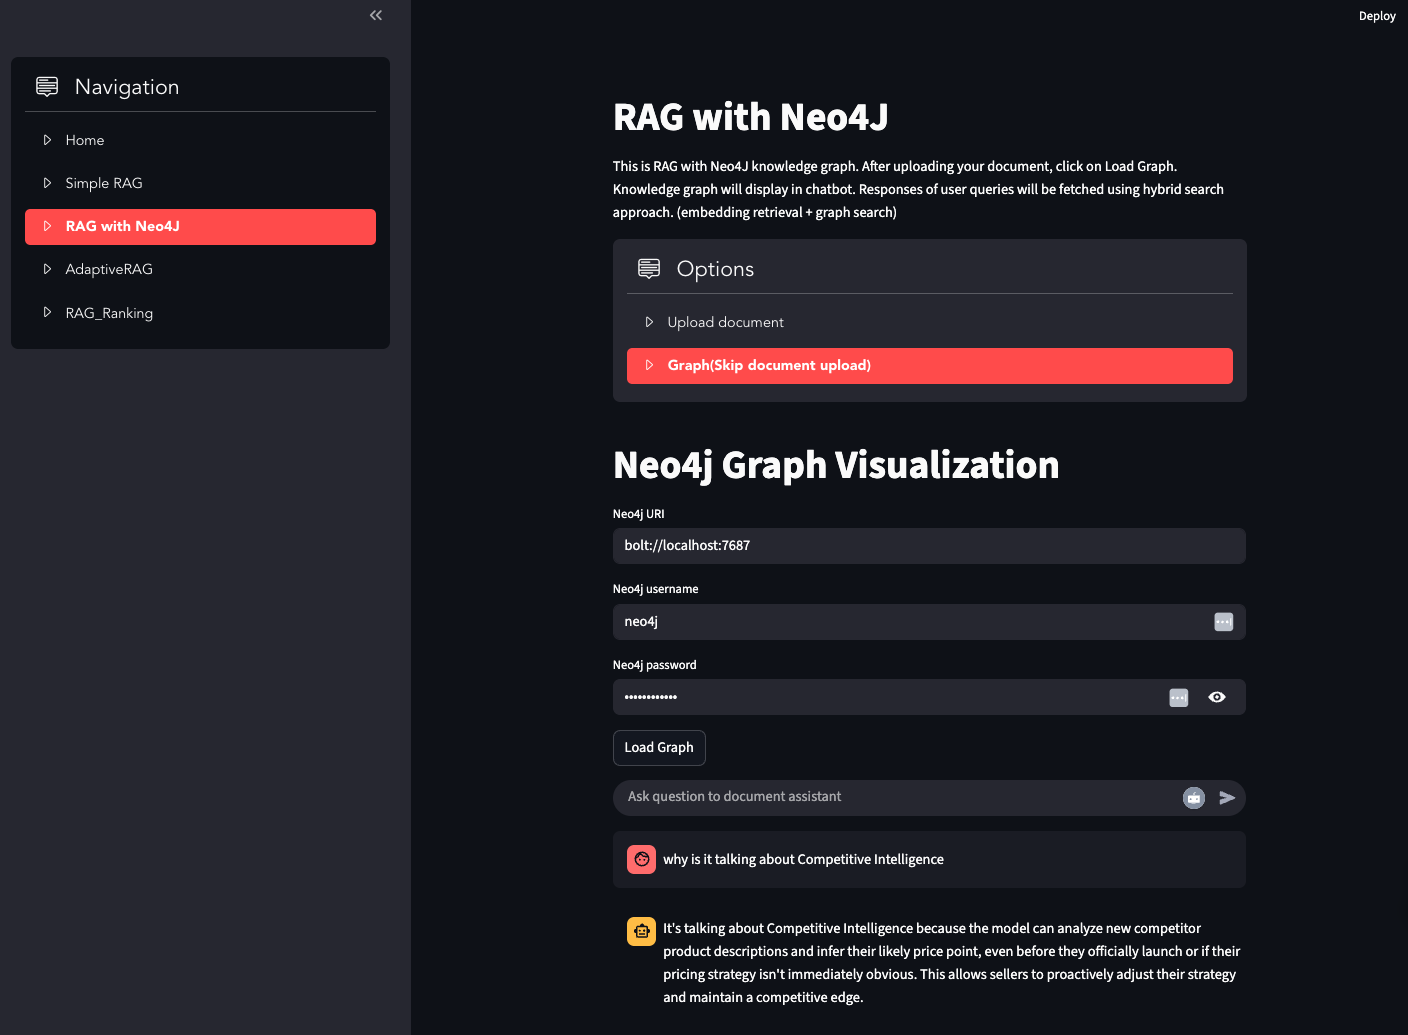 Deploy
Navigation
Home
Simple RAG
RAG with Neo4J
AdaptiveRAG
RAG_Ranking
RAG with Neo4J
This is RAG with Neo4J knowledge graph. After uploading your document, click on Load Graph.
Knowledge graph will display in chatbot. Responses of user queries will be fetched using hybrid search
approach. (embedding retrieval + graph search)
Options
Upload document
Graph(Skip document upload)
Neo4j Graph Visualization
Neo4j URI
bolt://localhost:7687
Neo4j username
neo4j
Neo4j password
••••••••••••
Load Graph
Ask question to document assistant
why is it talking about Competitive Intelligence
It's talking about Competitive Intelligence because the model can analyze new competitor
product descriptions and infer their likely price point, even before they officially launch or if their
pricing strategy isn't immediately obvious. This allows sellers to proactively adjust their strategy
and maintain a competitive edge.